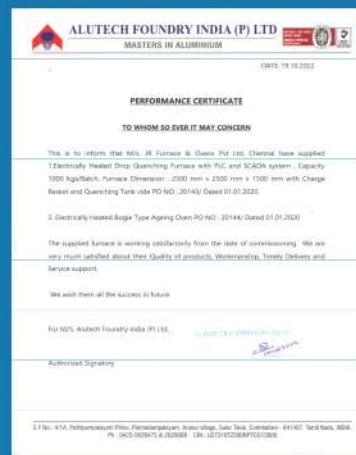 ALUTECH FOUNDRY INDIA (P) LTD
MASTERS IN ALUMINIUM
DATE: 19.10.2022
PERFORMANCE CERTIFICATE
TO WHOM SO EVER IT MAY CONCERN
This is to inform that M/s. JR Furnace & Ovens Pvt Ltd, Chennai have supplied
1.Electrically Heated Drop Quenching Furnace with PLC and SCADA system , Capacity
1000 Kgs/Batch, Furnace Dimension : 2500 mm x 2500 mm x 1500 mm with Charge
Basket and Quenching Tank vide PO NO : 20143/ Dated 01.01.2020.
2. Electrically Heated Bogie Type Ageing Oven PO NO : 20144/ Dated 01.01.2020
The supplied furnace is working satisfactorily from the date of commissioning. We are
very much satisfied about their Quality of products, Workmanship, Timely Delivery and
Service support.
We wish them all the success in future
For M/S. Alutech Foundry India (P) Ltd.
Authorized Signatory